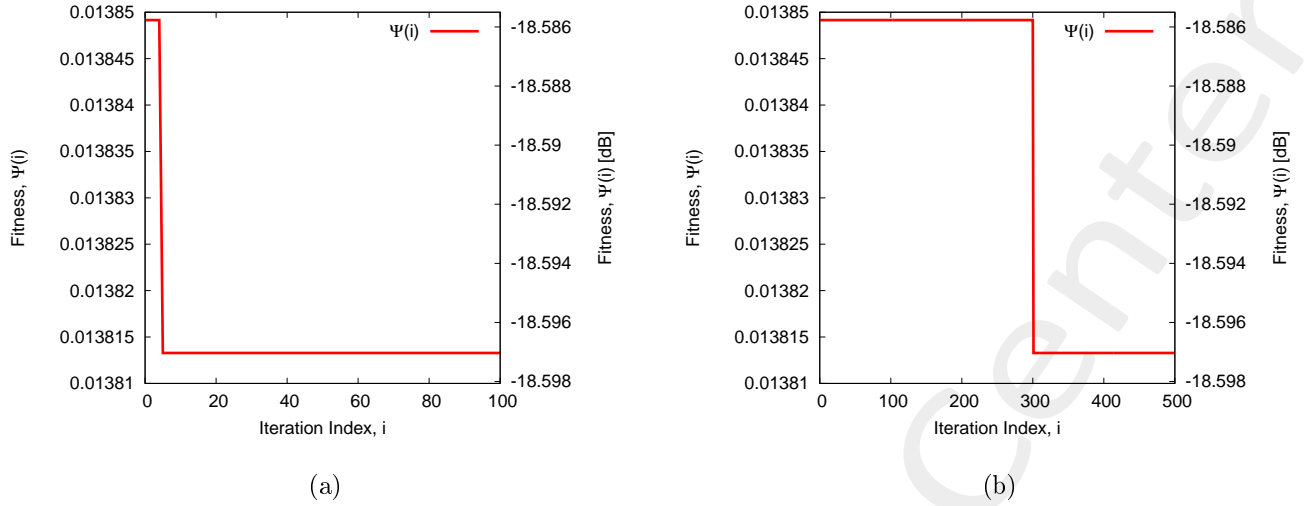 0.01385
0.013845
0.01384
0.013835
0.01383
0.013825
0.01382
0.013815
0.01381
Fitness, Ψ(i)
0 20 40 60 80 100
Iteration Index, i
-18.586
-18.588
-18.59
-18.592
-18.594
-18.596
-18.598
Fitness, Ψ(i) [dB]
Ψ(i)
(a)
0.01385
0.013845
0.01384
0.013835
0.01383
0.013825
0.01382
0.013815
0.01381
Fitness, Ψ(i)
0 100 200 300 400 500
Iteration Index, i
-18.586
-18.588
-18.59
-18.592
-18.594
-18.596
-18.598
Fitness, Ψ(i) [dB]
Ψ(i)
(b)
Center